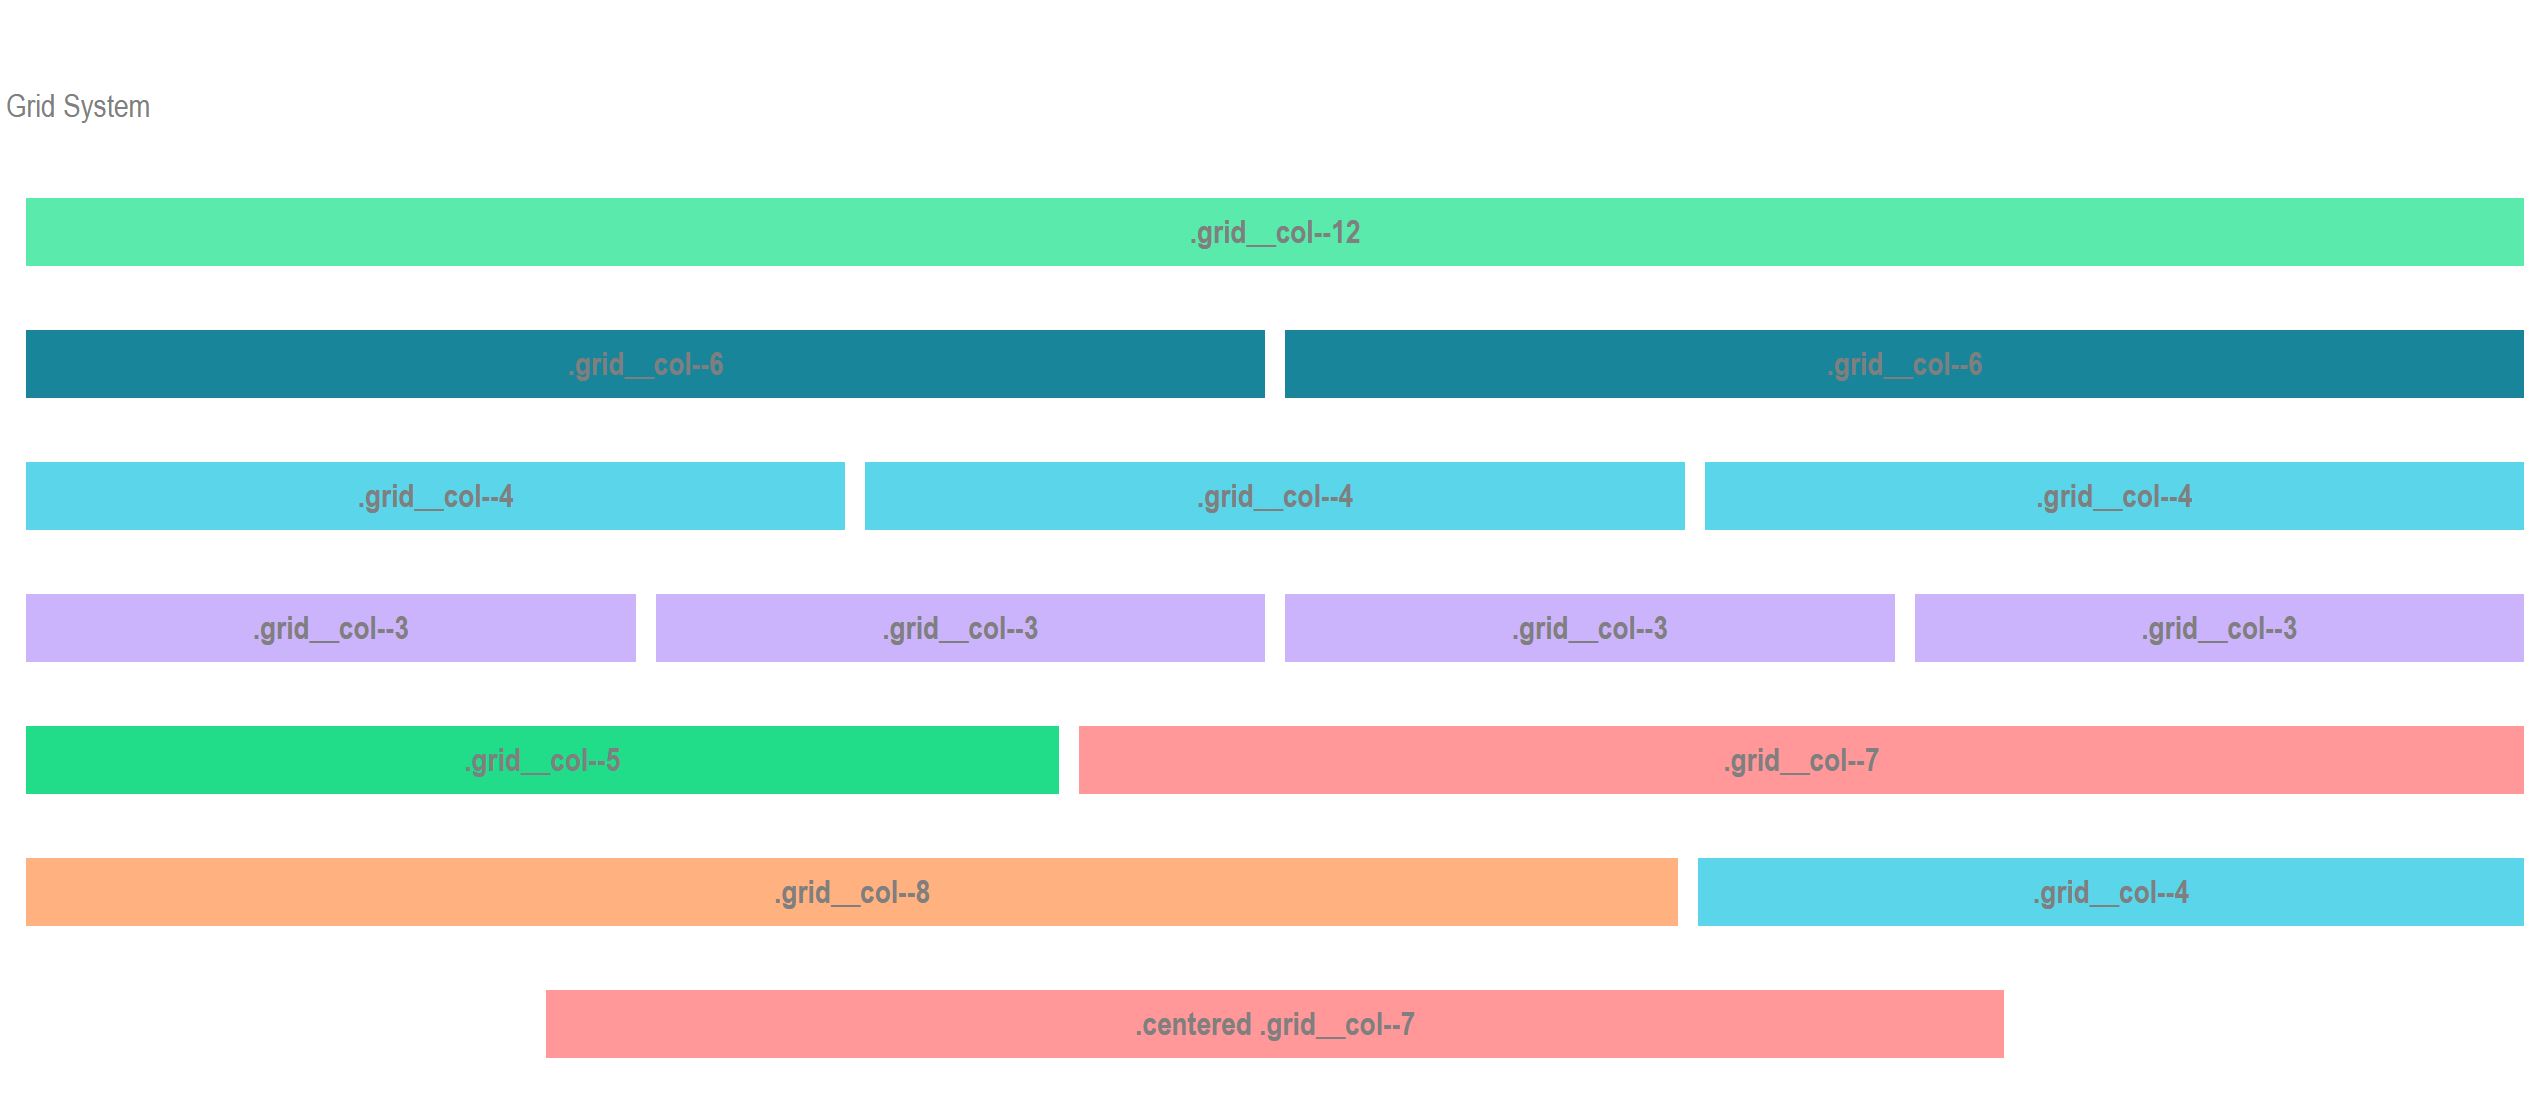 Grid System
.grid__col--12
.grid__col--6 .grid__col--6
.grid__col--4 .grid__col--4 .grid__col--4
.grid__col--3 .grid__col--3 .grid__col--3 .grid__col--3
.grid__col--5 .grid__col--7
.grid__col--8 .grid__col--4
.centered .grid__col--7